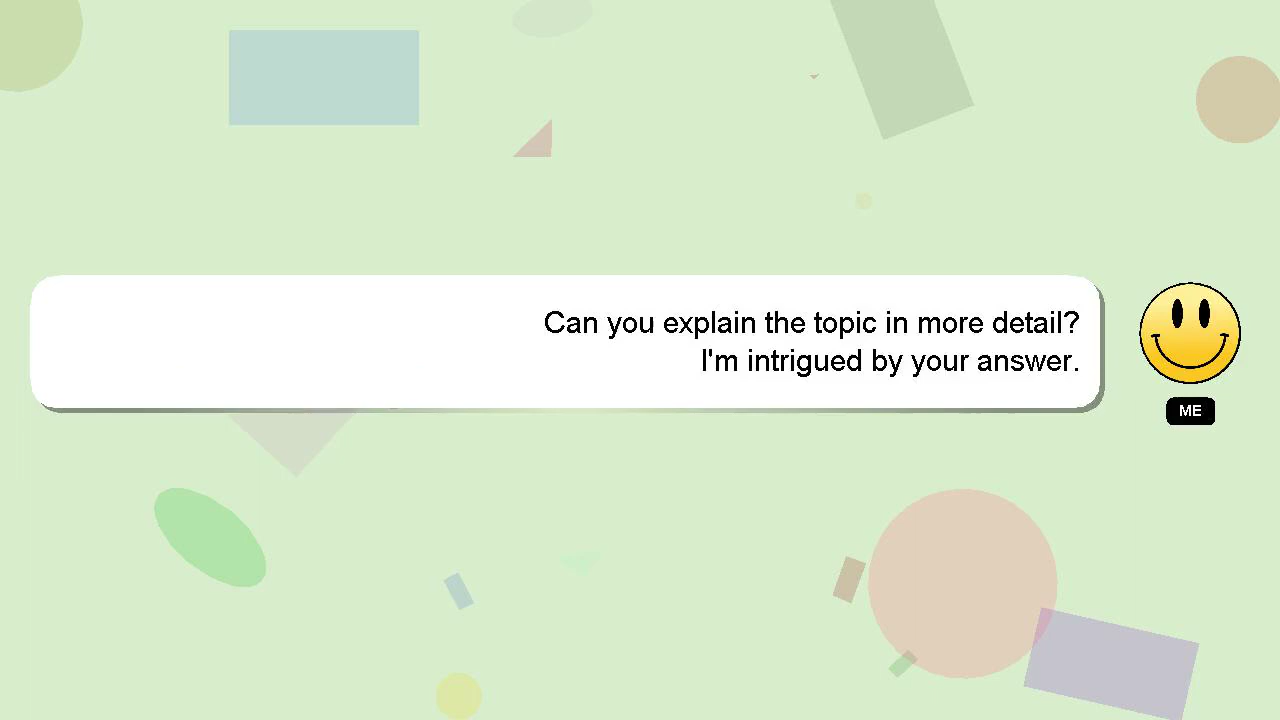 Can you explain the topic in more detail?
I'm intrigued by your answer.
ME